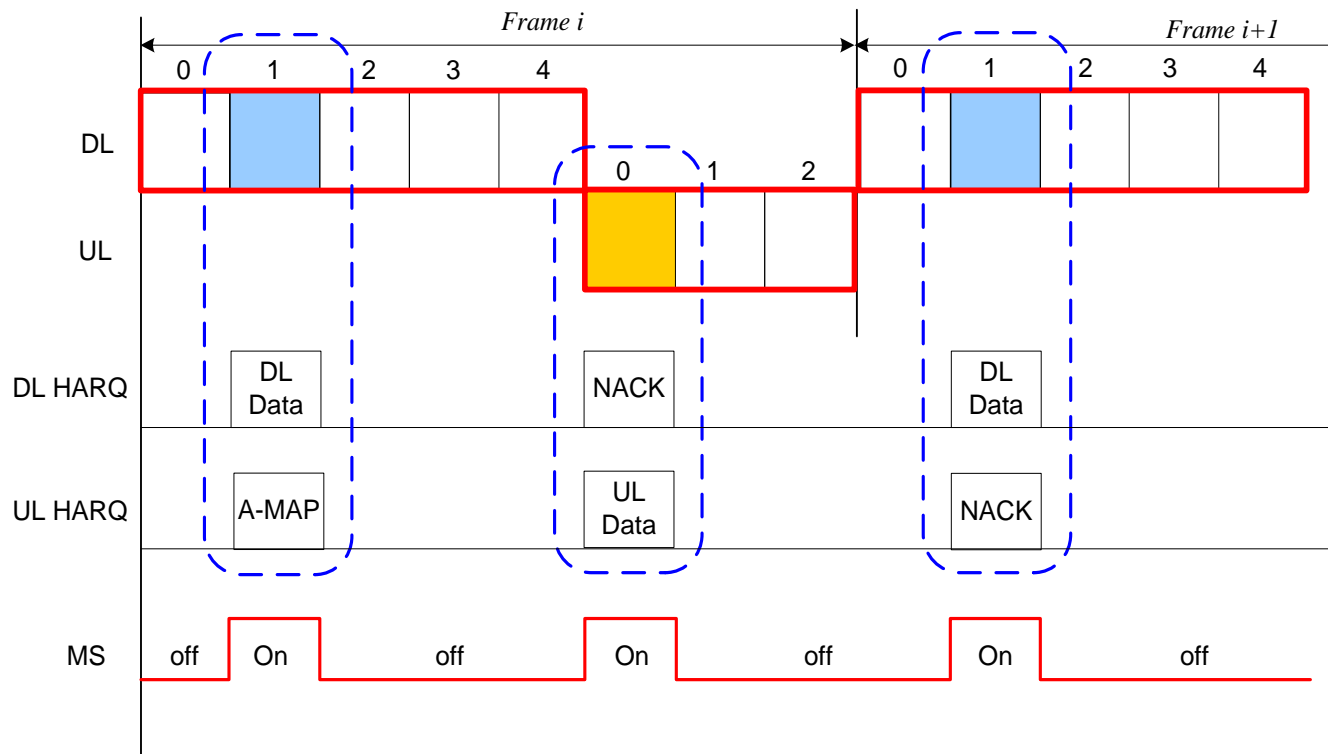 Frame i
Frame i+1
0 1 2 3 4
0 1 2 3 4
DL
0 1 2
UL
DL HARQ
DL
Data
NACK
DL
Data
UL HARQ
A-MAP
UL
Data
NACK
MS
off
On
off
On
off
On
off